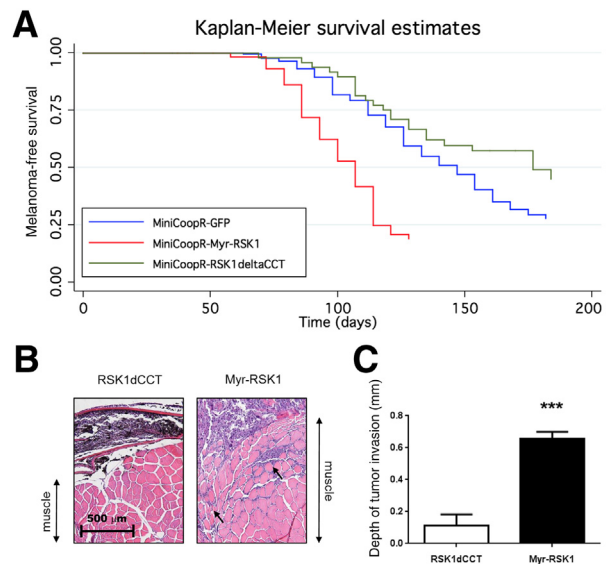 A
Kaplan-Meier survival estimates
Melanoma-free survival
1.00
0.75
0.50
0.25
0.00
MiniCoopR-GFP
MiniCoopR-Myr-RSK1
MiniCoopR-RSK1deltaCCT
0 50 100 150 200
Time (days)
B
RSK1dCCT Myr-RSK1
muscle
500 µm
muscle
C
Depth of tumor invasion (mm)
0.8
0.6
0.4
0.2
0.0
***
RSK1dCCT Myr-RSK1